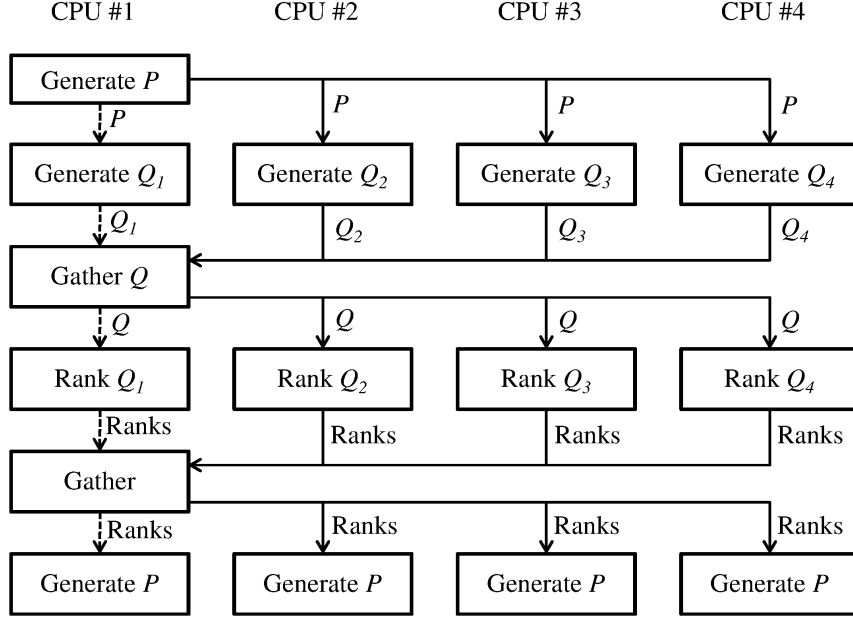 CPU #1 CPU #2 CPU #3 CPU #4
Generate P
P P P P
Generate Q1 Generate Q2 Generate Q3 Generate Q4
Q1 Q2 Q3 Q4
Gather Q
Q Q Q Q
Rank Q1 Rank Q2 Rank Q3 Rank Q4
Ranks Ranks Ranks Ranks
Gather
Ranks Ranks Ranks Ranks
Generate P Generate P Generate P Generate P